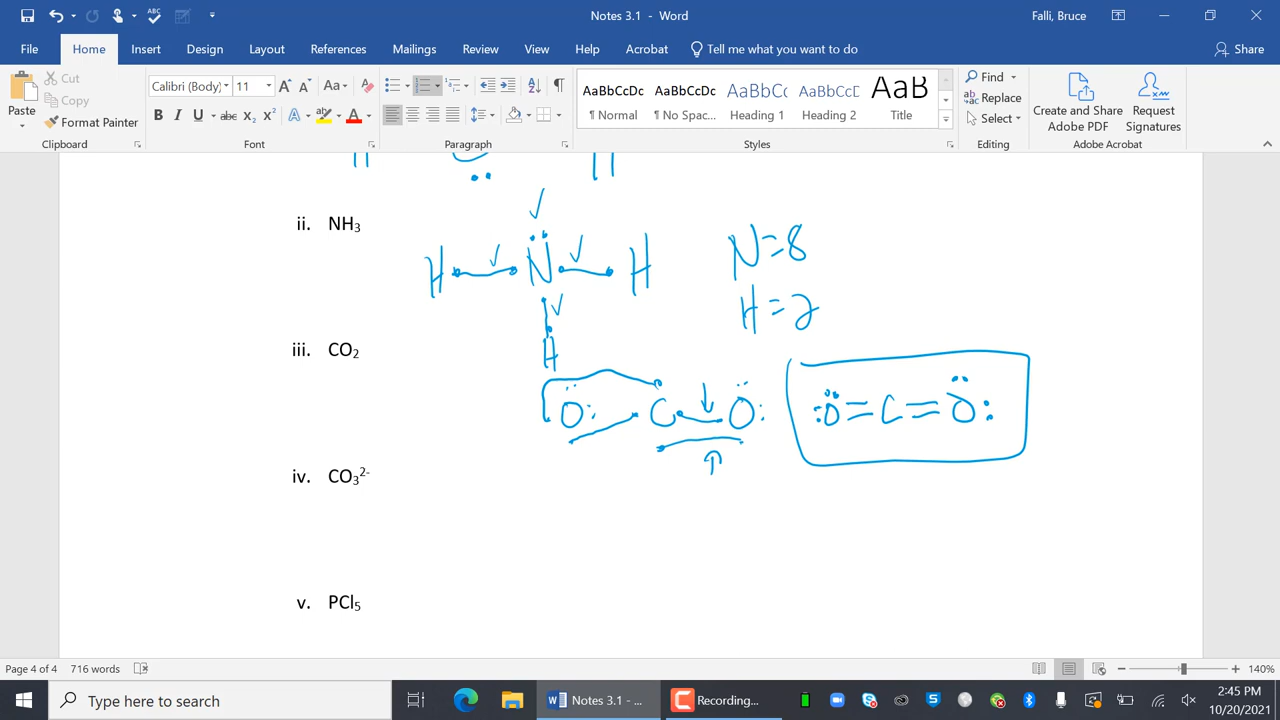 Notes 3.1 - Word
Falli, Bruce
File Home Insert Design Layout References Mailings Review View Help Acrobat Tell me what you want to do Share
Paste
Cut
Copy
Format Painter
Clipboard
Calibri (Body) 11
Font
Paragraph
AaBbCcDc AaBbCcDc AaBbCc AaBbCcD AaB
¶ Normal ¶ No Spac... Heading 1 Heading 2 Title
Styles
Find
Replace
Select
Editing
Create and Share Adobe PDF
Request Signatures
Adobe Acrobat
H H
ii. NH3
H N H N=8
H
H=2
iii. CO2
:Ö: C Ö: :Ö=C=Ö:
iv. CO3 2-
v. PCl5
Page 4 of 4 716 words 140%
Type here to search
Notes 3.1 - ...
Recording...
2:45 PM
10/20/2021